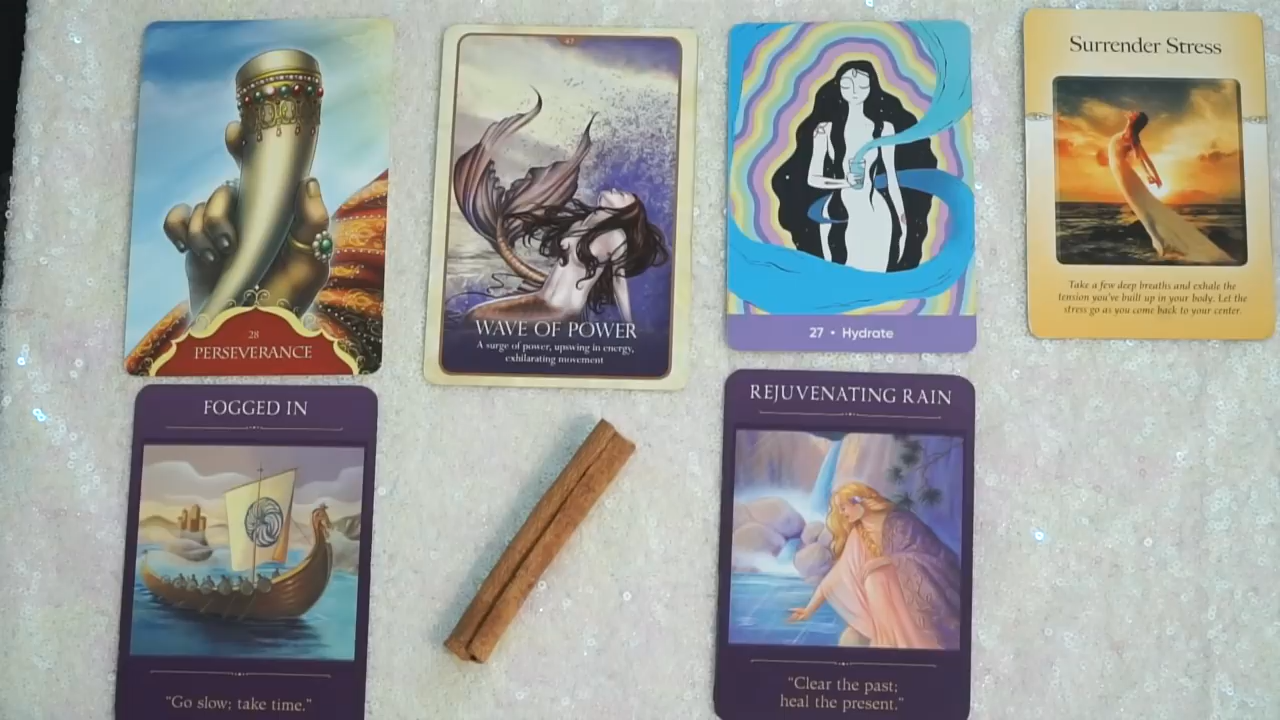 28
PERSEVERANCE
47
WAVE OF POWER
A surge of power, upswing in energy,
exhilarating movement
27 • Hydrate
Surrender Stress
Take a few deep breaths and exhale the
tension you've built up in your body. Let the
stress go as you come back to your center.
FOGGED IN
"Go slow; take time."
REJUVENATING RAIN
"Clear the past;
heal the present."